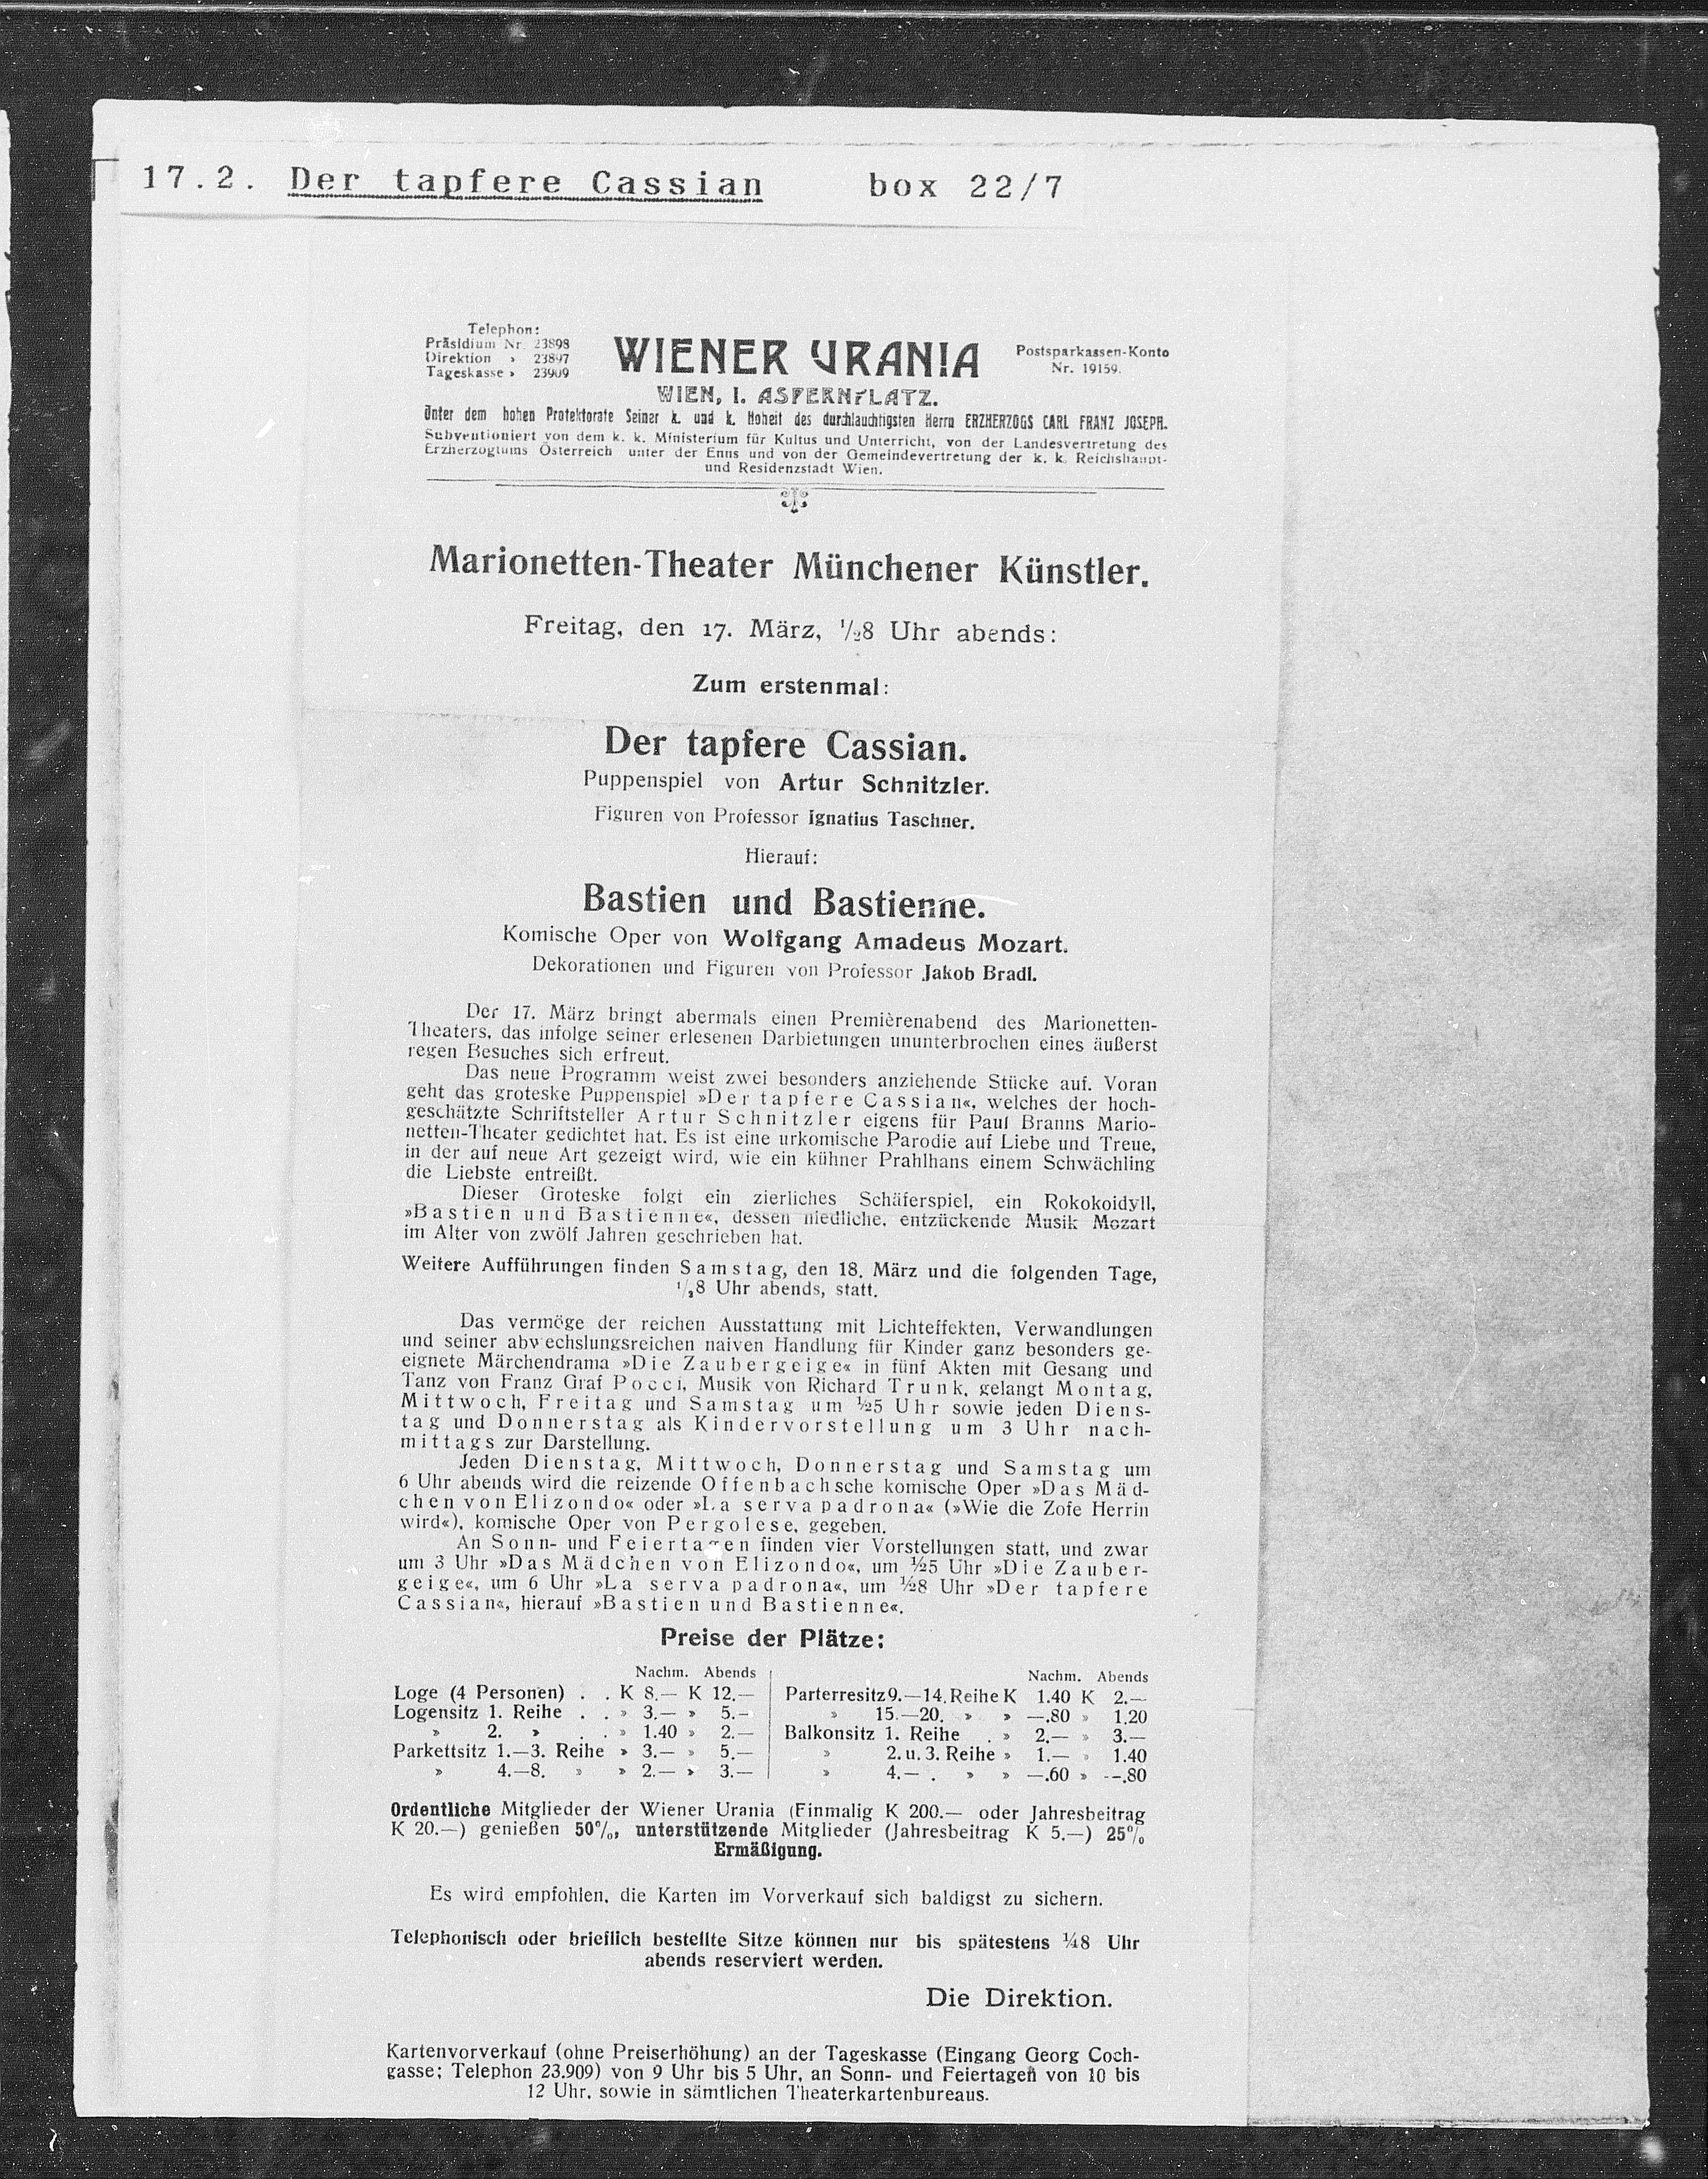 17.2. Der tapfere Cassian box 22/7
Telephon:
Präsidium Nr. 23898
Direktion » 23897
Tageskasse » 23909
WIENER URANIA
Postsparkassen-Konto
Nr. 19159.
WIEN, I. ASPERNPLATZ.
Unter dem hohen Protektorate Seiner k. und k. Hoheit des durchlauchtigsten Herrn ERZHERZOGS CARL FRANZ JOSEPH.
Subventioniert von dem k. k. Ministerium für Kultus und Unterricht, von der Landesvertretung des
Erzherzogtums Österreich unter der Enns und von der Gemeindevertretung der k. k. Reichshaupt-
und Residenzstadt Wien.
Marionetten-Theater Münchener Künstler.
Freitag, den 17. März, ½8 Uhr abends:
Zum erstenmal:
Der tapfere Cassian.
Puppenspiel von Artur Schnitzler.
Figuren von Professor Ignatius Taschner.
Hierauf:
Bastien und Bastienne.
Komische Oper von Wolfgang Amadeus Mozart.
Dekorationen und Figuren von Professor Jakob Bradl.
Der 17. März bringt abermals einen Premièrenabend des Marionetten-
Theaters, das infolge seiner erlesenen Darbietungen ununterbrochen eines äußerst
regen Besuches sich erfreut.
Das neue Programm weist zwei besonders anziehende Stücke auf. Voran
geht das groteske Puppenspiel »Der tapfere Cassian«, welches der hoch-
geschätzte Schriftsteller Artur Schnitzler eigens für Paul Branns Mario-
netten-Theater gedichtet hat. Es ist eine urkomische Parodie auf Liebe und Treue,
in der auf neue Art gezeigt wird, wie ein kühner Prahlhans einem Schwächling
die Liebste entreißt.
Dieser Groteske folgt ein zierliches Schäferspiel, ein Rokokoidyll,
»Bastien und Bastienne«, dessen niedliche, entzückende Musik Mozart
im Alter von zwölf Jahren geschrieben hat.
Weitere Aufführungen finden Samstag, den 18. März und die folgenden Tage,
½8 Uhr abends, statt.
Das vermöge der reichen Ausstattung mit Lichteffekten, Verwandlungen
und seiner abwechslungsreichen naiven Handlung für Kinder ganz besonders ge-
eignete Märchendrama »Die Zaubergeige« in fünf Akten mit Gesang und
Tanz von Franz Graf Pocci, Musik von Richard Trunk, gelangt Montag,
Mittwoch, Freitag und Samstag um ½5 Uhr sowie jeden Diens-
tag und Donnerstag als Kindervorstellung um 3 Uhr nach-
mittags zur Darstellung.
Jeden Dienstag, Mittwoch, Donnerstag und Samstag um
6 Uhr abends wird die reizende Offenbachsche komische Oper »Das Mäd-
chen von Elizondo« oder »La serva padrona« (»Wie die Zofe Herrin
wird«), komische Oper von Pergolese, gegeben.
An Sonn- und Feiertagen finden vier Vorstellungen statt, und zwar
um 3 Uhr »Das Mädchen von Elizondo«, um ½5 Uhr »Die Zauber-
geige«, um 6 Uhr »La serva padrona«, um ½8 Uhr »Der tapfere
Cassian«, hierauf »Bastien und Bastienne«.
Preise der Plätze:
Nachm. Abends
Loge (4 Personen) . . K 8.— K 12.—
Logensitz 1. Reihe . . » 3.— » 5.—
» 2. » . . » 1.40 » 2.—
Parkettsitz 1.—3. Reihe » 3.— » 5.—
» 4.—8. » » 2.— » 3.—
Nachm. Abends
Parterresitz 9.—14. Reihe K 1.40 K 2.—
» 15.—20. » » —.80 » 1.20
Balkonsitz 1. Reihe . » 2.— » 3.—
» 2. u. 3. Reihe » 1.— » 1.40
» 4.— . » » —.60 » —.80
Ordentliche Mitglieder der Wiener Urania (Einmalig K 200.— oder Jahresbeitrag
K 20.—) genießen 50%, unterstützende Mitglieder (Jahresbeitrag K 5.—) 25%
Ermäßigung.
Es wird empfohlen, die Karten im Vorverkauf sich baldigst zu sichern.
Telephonisch oder brieflich bestellte Sitze können nur bis spätestens ¼8 Uhr
abends reserviert werden.
Die Direktion.
Kartenvorverkauf (ohne Preiserhöhung) an der Tageskasse (Eingang Georg Coch-
gasse; Telephon 23.909) von 9 Uhr bis 5 Uhr, an Sonn- und Feiertagen von 10 bis
12 Uhr, sowie in sämtlichen Theaterkartenbureaus.